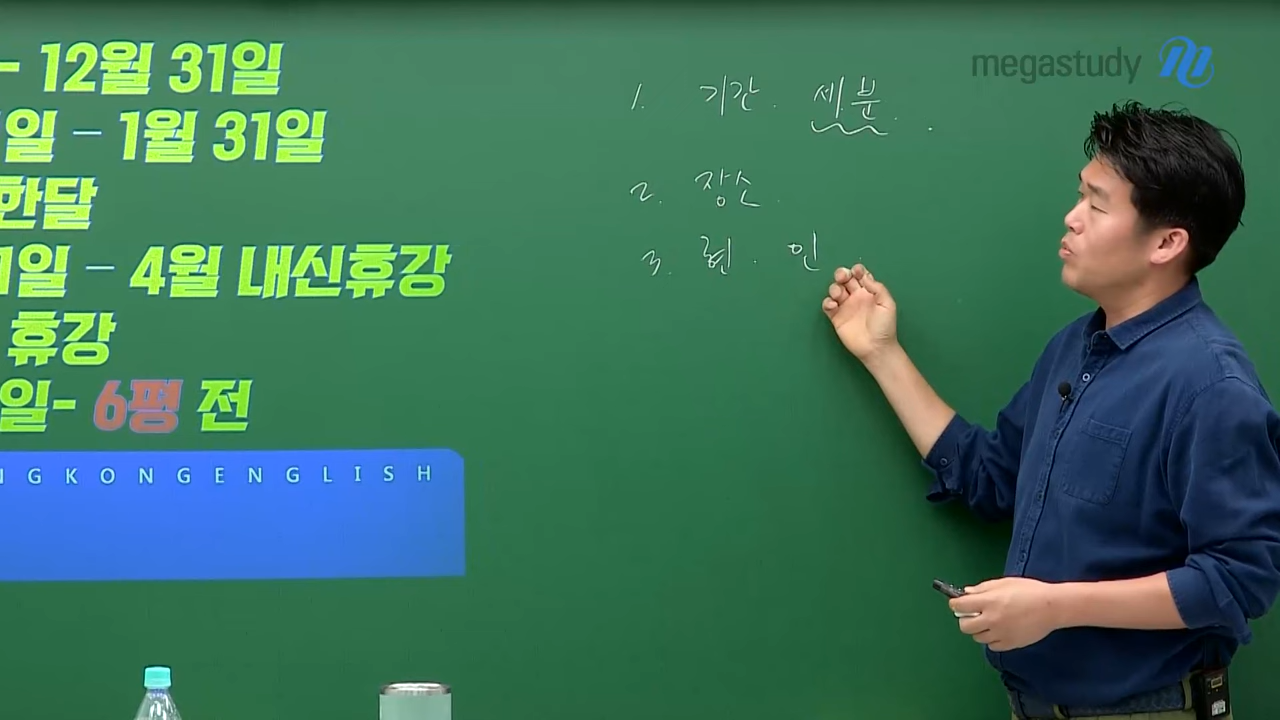 - 12월 31일
일 – 1월 31일
한달
1일 – 4월 내신휴강
휴강
일- 6평 전
NGKONGENGLISH
megastudy
1. 기간. 세분.
2. 장소.
3. 현. 인